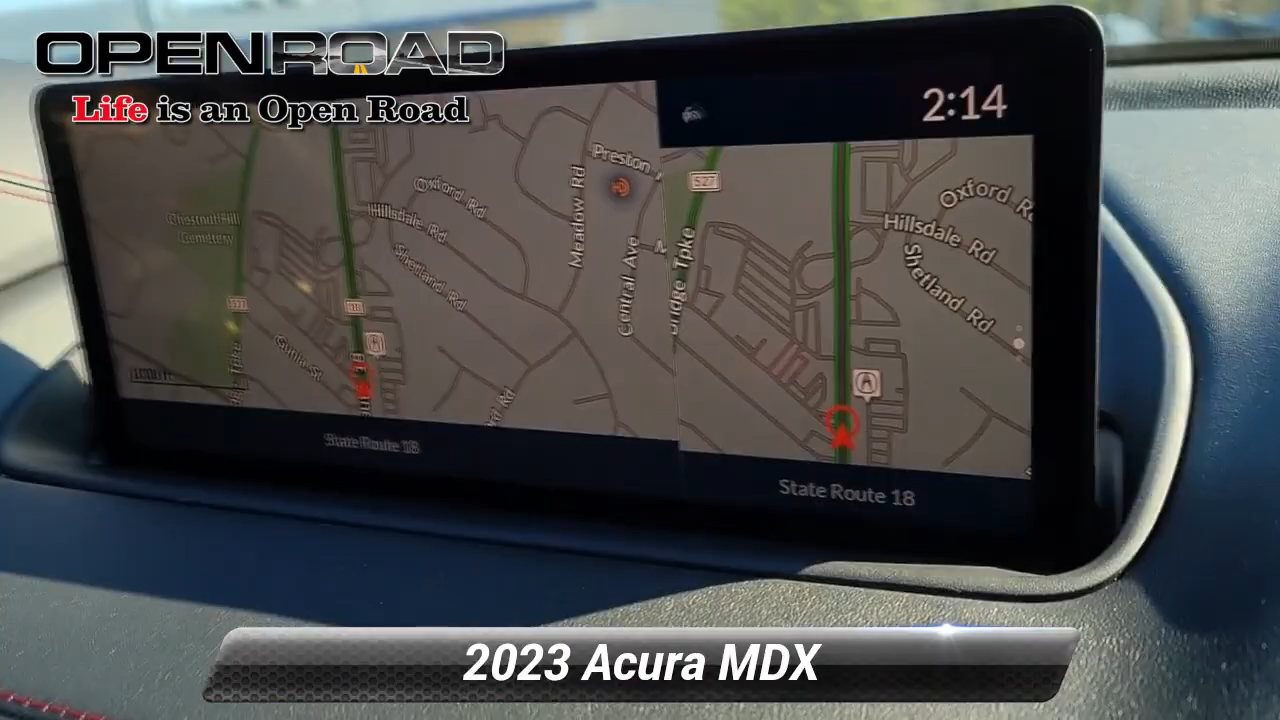 OPENROAD
Life is an Open Road
2:14
Preston
527
Oxford Rd
Oxford R
Chestnut Hill
Cemetery
Hillsdale Rd
Hillsdale Rd
Meadow Rd
Shetland Rd
Shetland Rd
Central Ave
ridge Tpke
Tpke
State Route 18
State Route 18
2023 Acura MDX